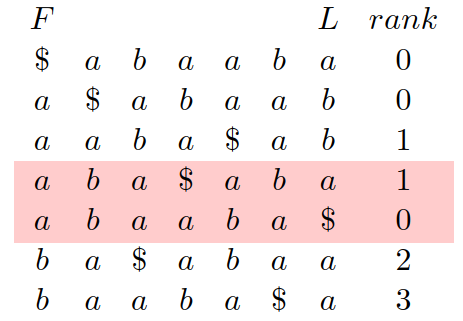 F L rank
$ a b a a b a 0
a $ a b a a b 0
a a b a $ a b 1
a b a $ a b a 1
a b a a b a $ 0
b a $ a b a a 2
b a a b a $ a 3